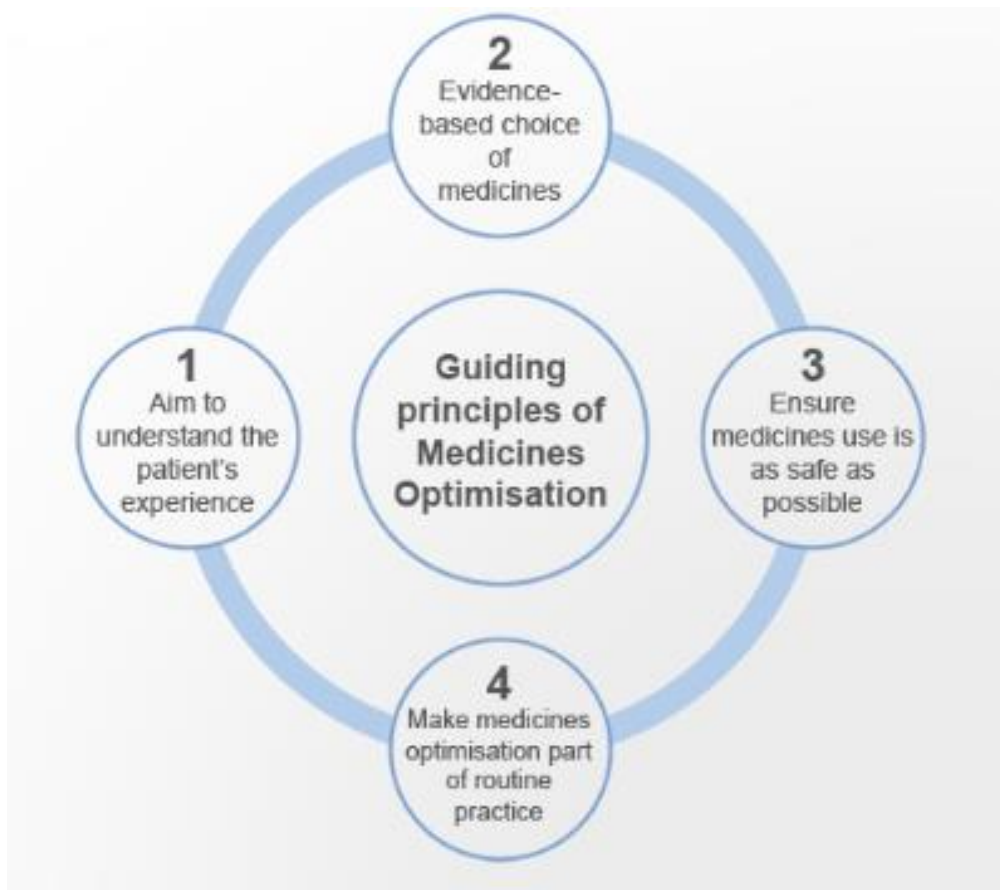 2
Evidence-
based choice
of
medicines
1
Aim to
understand the
patient's
experience
Guiding
principles of
Medicines
Optimisation
3
Ensure
medicines use is
as safe as
possible
4
Make medicines
optimisation part
of routine
practice